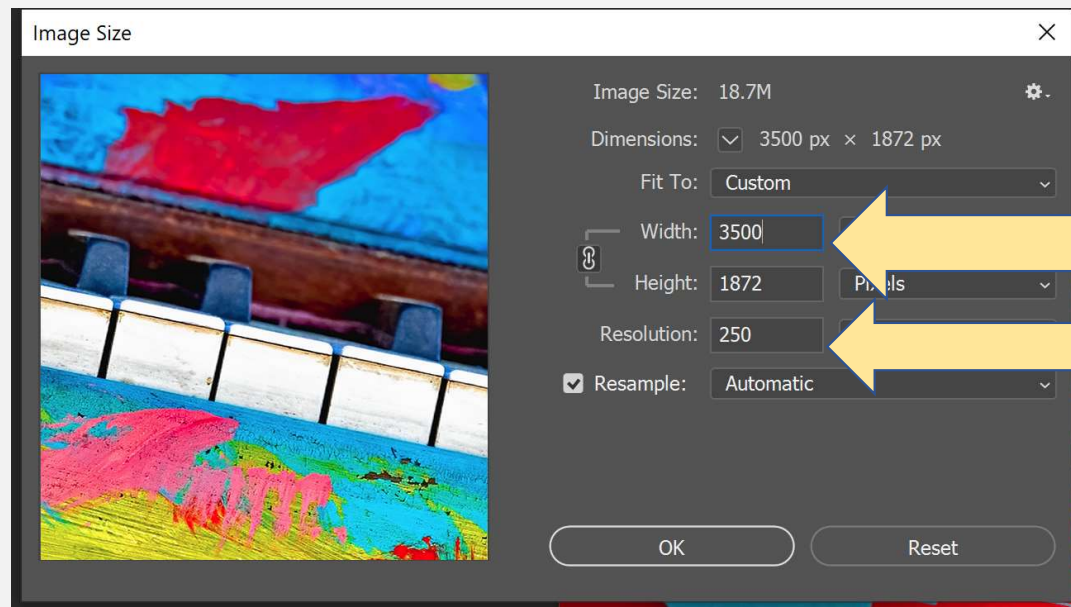 Image Size
Image Size: 18.7M
Dimensions: 3500 px × 1872 px
Fit To: Custom
Width: 3500
Height: 1872
Resolution: 250
Resample: Automatic
OK Reset